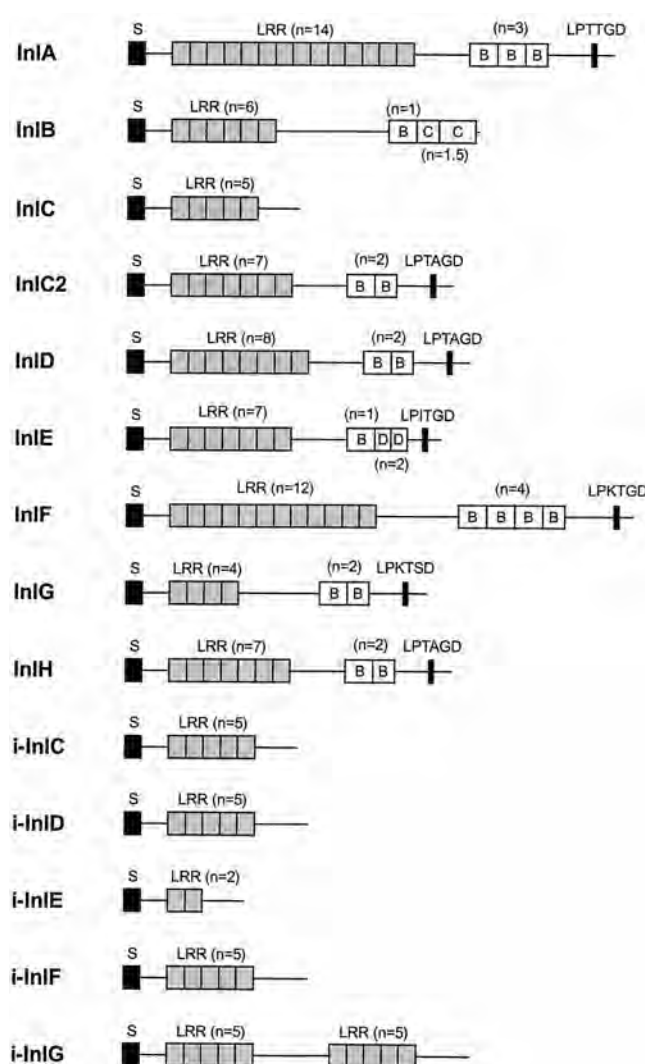 S LRR (n=14) (n=3) LPTTGD
InlA B B B
S LRR (n=6) (n=1)
InlB B C C
(n=1.5)
S LRR (n=5)
InlC
S LRR (n=7) (n=2) LPTAGD
InlC2 B B
S LRR (n=8) (n=2) LPTAGD
InlD B B
S LRR (n=7) (n=1) LPITGD
InlE B D D
(n=2)
S LRR (n=12) (n=4) LPKTGD
InlF B B B B
S LRR (n=4) (n=2) LPKTSD
InlG B B
S LRR (n=7) (n=2) LPTAGD
InlH B B
S LRR (n=5)
i-InlC
S LRR (n=5)
i-InlD
S LRR (n=2)
i-InlE
S LRR (n=5)
i-InlF
S LRR (n=5) LRR (n=5)
i-InlG